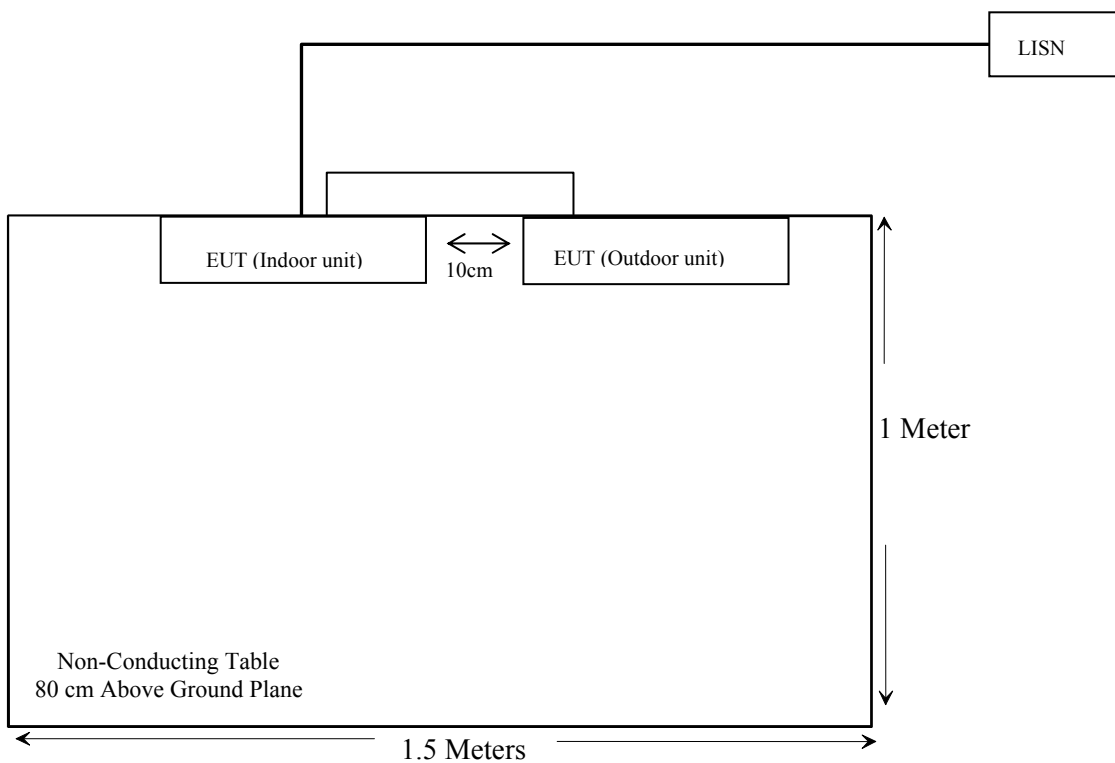 LISN
EUT (Indoor unit)
10cm
EUT (Outdoor unit)
1 Meter
Non-Conducting Table
80 cm Above Ground Plane
1.5 Meters